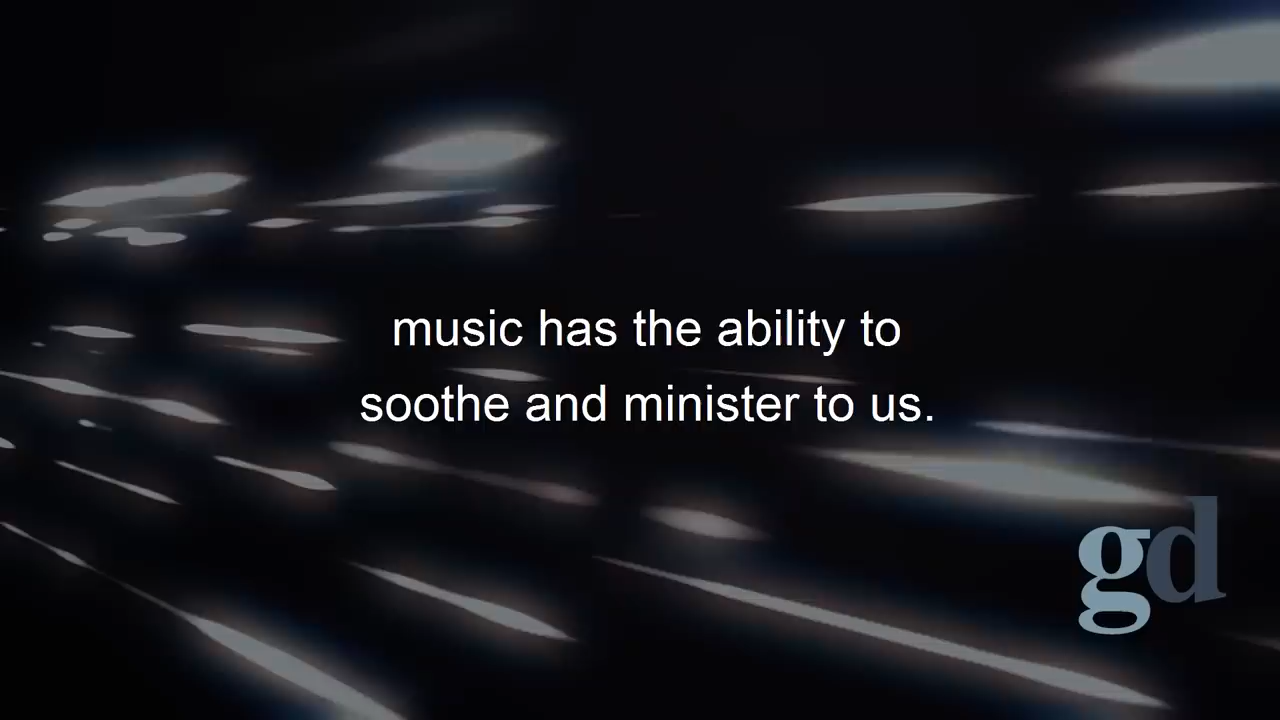 music has the ability to
soothe and minister to us.
gd